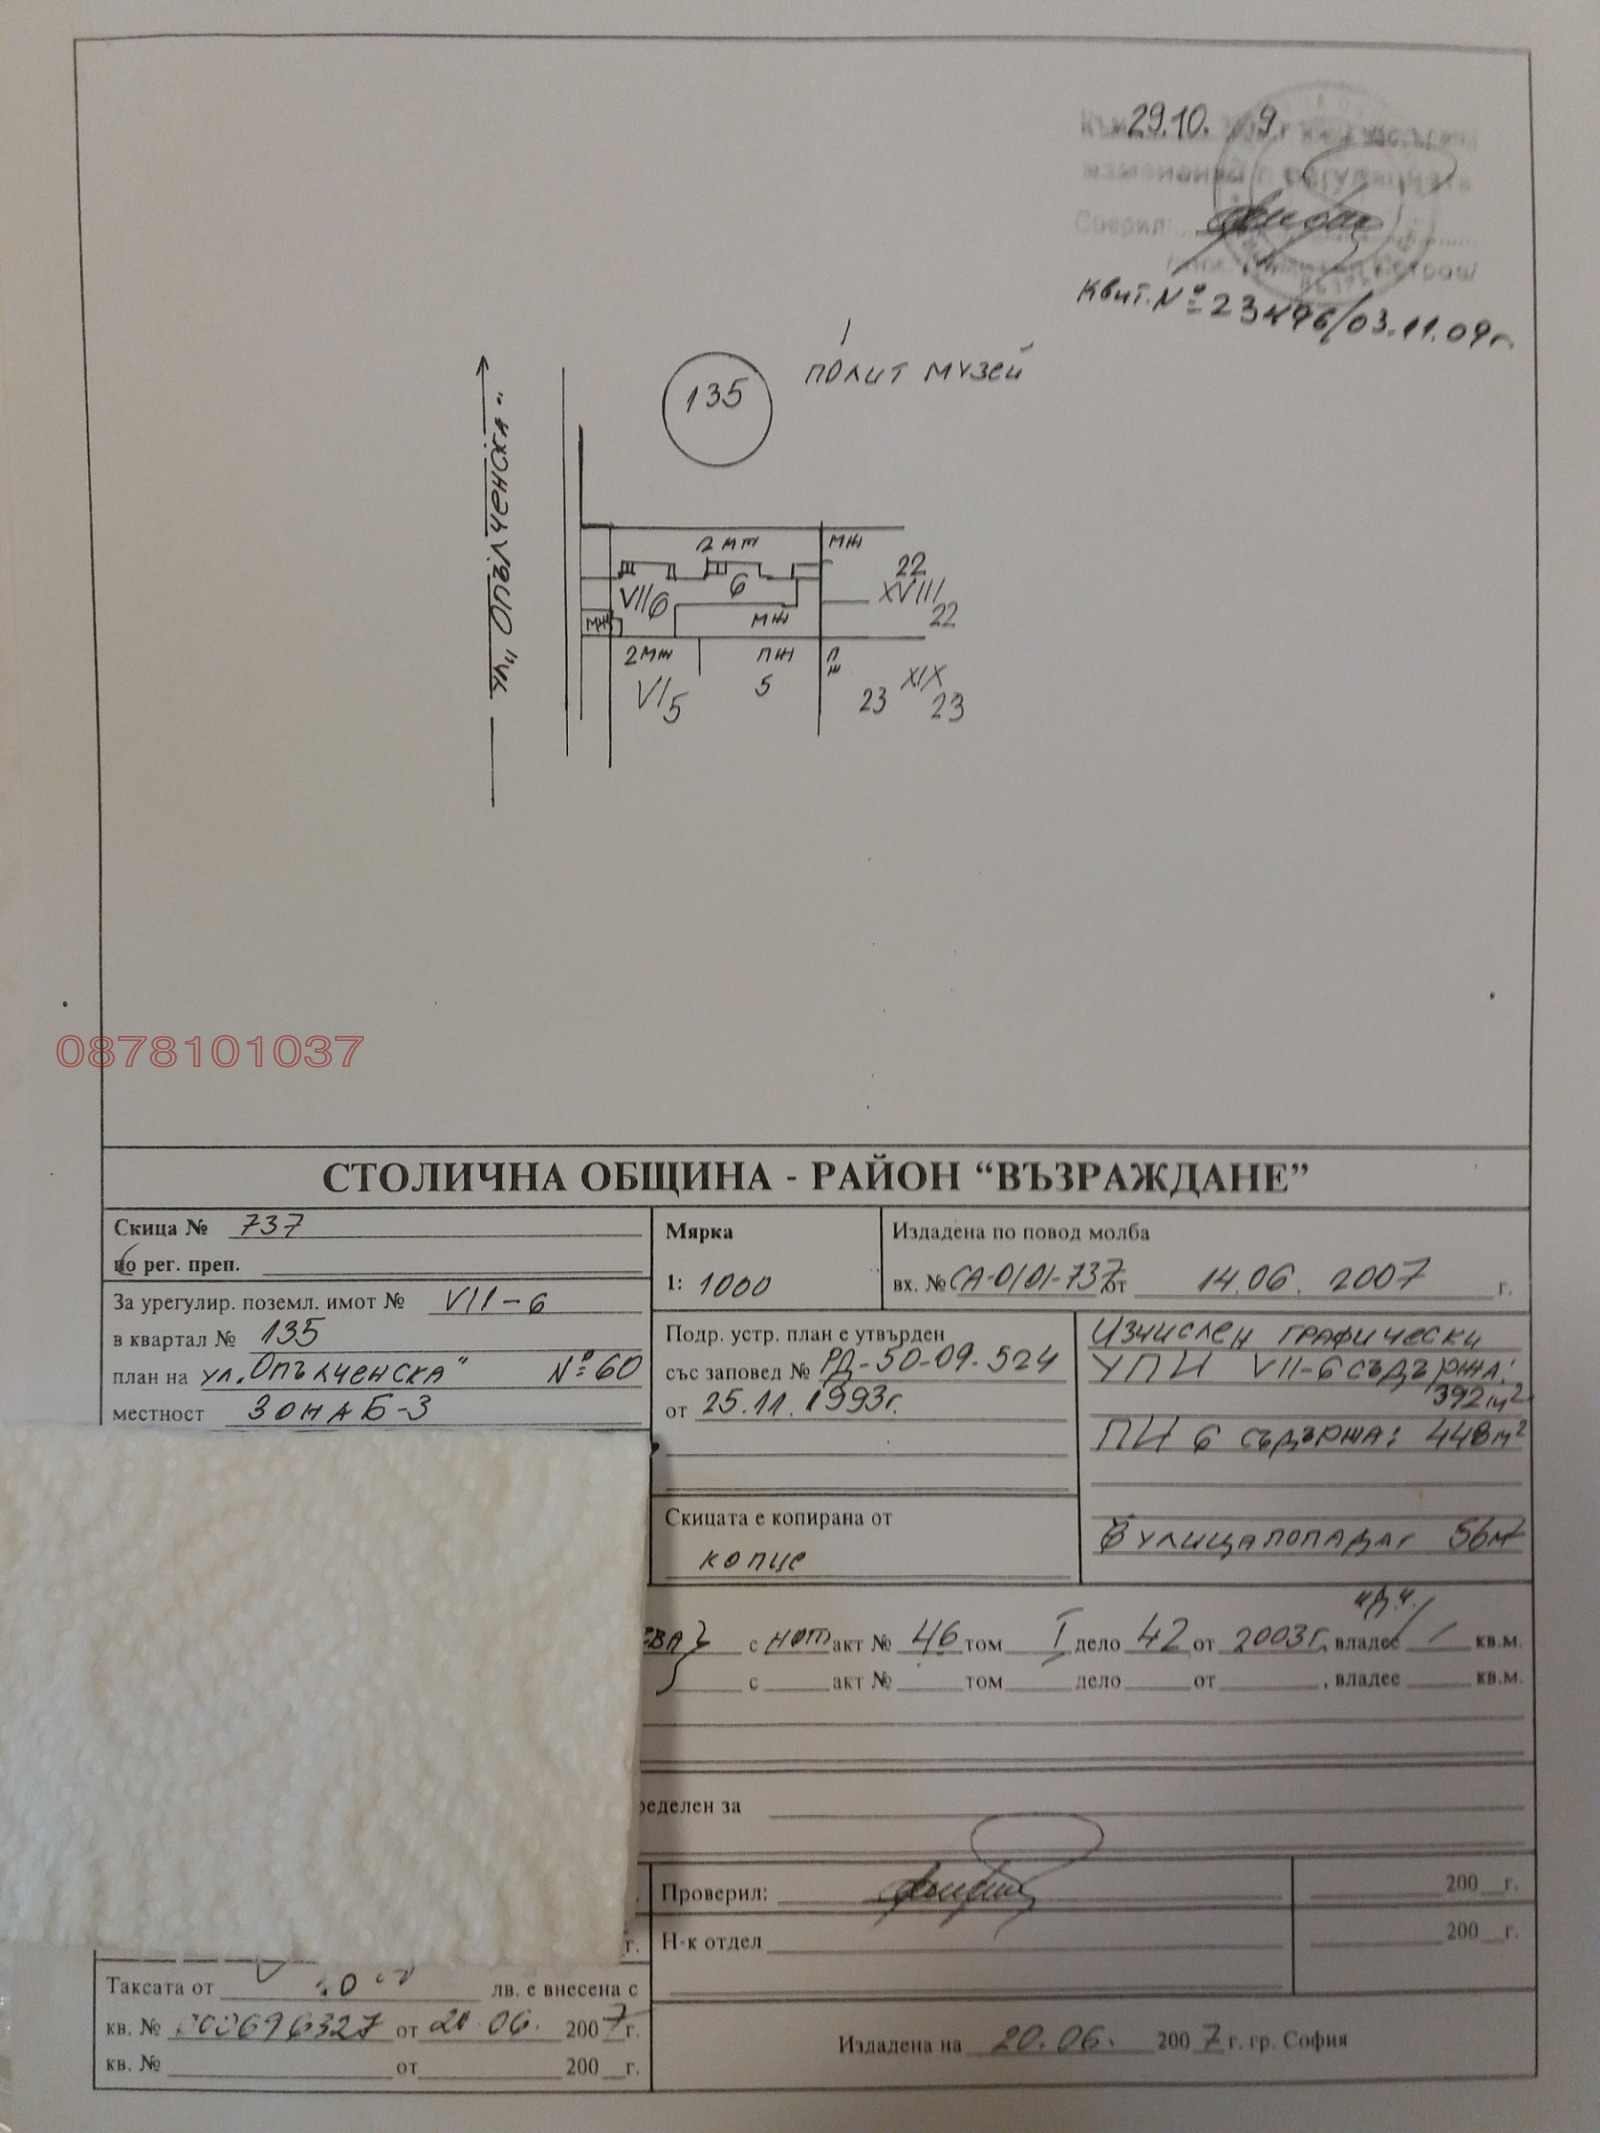 29.10. 9
Сверил:
Квит. № 23496/03.11.09г.
135
полит музей
ул. "Опълченска"
2 МЖ
МЖ
22
XVIII 22
VII 6
6
МЖ
МЖ
2МЖ
ПЖ
П
Ж
VI 5
5
23
XIX
23
0878101037
СТОЛИЧНА ОБЩИНА - РАЙОН “ВЪЗРАЖДАНЕ”
Скица № 737
по рег. преп.
Мярка
1: 1000
Издадена по повод молба
вх. № СА-0101-737 от 14.06. 2007 г.
За урегулир. поземл. имот № VII-6
в квартал № 135
план на ул. „Опълченска" № 60
местност ЗОНА Б-3
Подр. устр. план е утвърден
със заповед № РД-50-09-524
от 25.11.1993г.
Изчислен графически
УПИ VII-6 съдържа:
392м²
ПИ 6 съдържа: 448м²
В улица попадат 56м²
Скицата е копирана от
копие
ЕВА с нот акт № 46 том I дело 42 от 2003г., владее "Д.Ч." кв.м.
с акт № том дело от , владее кв.м.
ределен за
Проверил: 200 г.
г. Н-к отдел 200 г.
Таксата от лв. е внесена с
кв. № 000696327 от 20.06. 2007г.
кв. № от 200 г.
Издадена на 20.06. 2007 г. гр. София